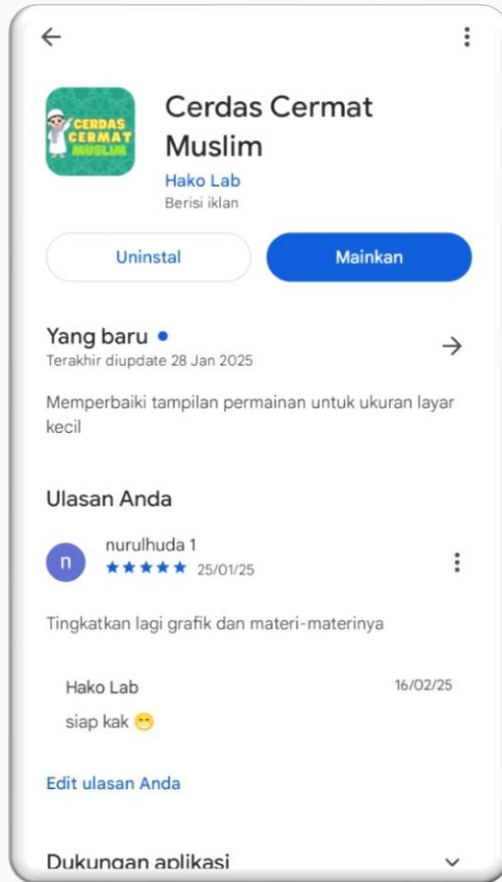 CERDAS
CERMAT
MUSLIM
Cerdas Cermat
Muslim
Hako Lab
Berisi iklan
Uninstal
Mainkan
Yang baru
Terakhir diupdate 28 Jan 2025
Memperbaiki tampilan permainan untuk ukuran layar
kecil
Ulasan Anda
n
nurulhuda 1
★★★★★ 25/01/25
Tingkatkan lagi grafik dan materi-materinya
Hako Lab
16/02/25
siap kak 😁
Edit ulasan Anda
Dukungan aplikasi